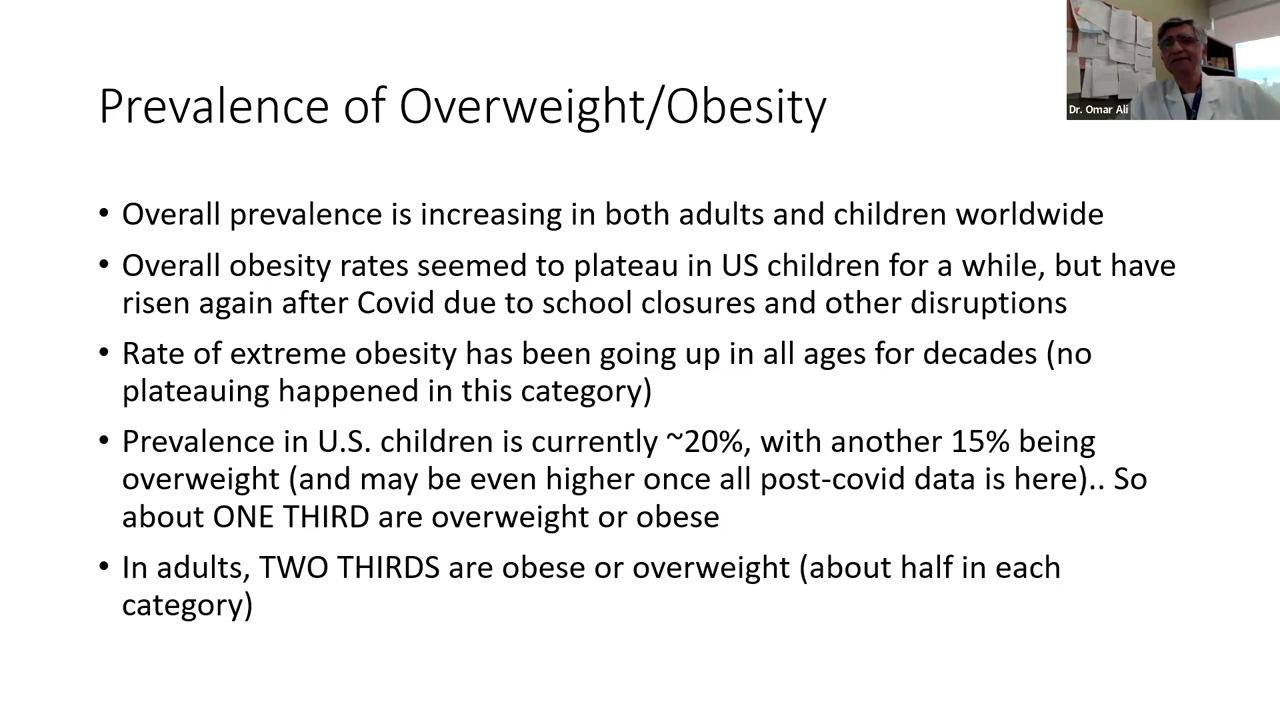 Dr. Omar Ali
Prevalence of Overweight/Obesity
• Overall prevalence is increasing in both adults and children worldwide
• Overall obesity rates seemed to plateau in US children for a while, but have
risen again after Covid due to school closures and other disruptions
• Rate of extreme obesity has been going up in all ages for decades (no
plateauing happened in this category)
• Prevalence in U.S. children is currently ~20%, with another 15% being
overweight (and may be even higher once all post-covid data is here).. So
about ONE THIRD are overweight or obese
• In adults, TWO THIRDS are obese or overweight (about half in each
category)